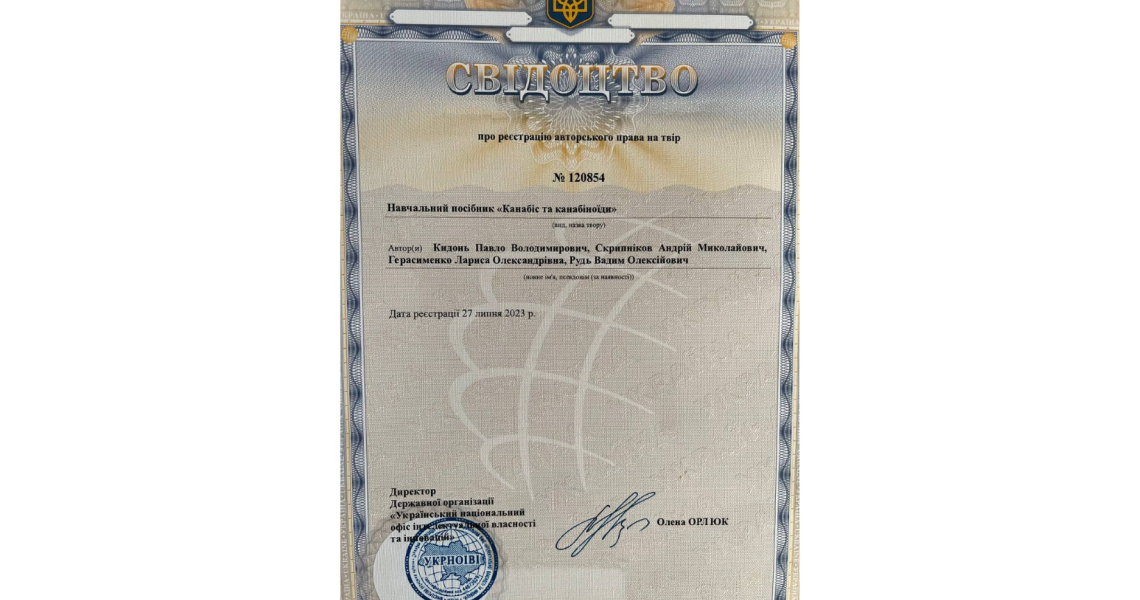 СВІДОЦТВО
про реєстрацію авторського права на твір
№ 120854
Навчальний посібник «Канабіс та канабіноїди»
(вид, назва твору)
Автор(и) Кидонь Павло Володимирович, Скрипніков Андрій Миколайович,
Герасименко Лариса Олександрівна, Рудь Вадим Олексійович
(повне ім'я, псевдонім (за наявності))
Дата реєстрації 27 липня 2023 р.
Директор
Державної організації
«Український національний
офіс інтелектуальної власності
та інновацій»
Олена ОРЛЮК
УКРНОІВІ